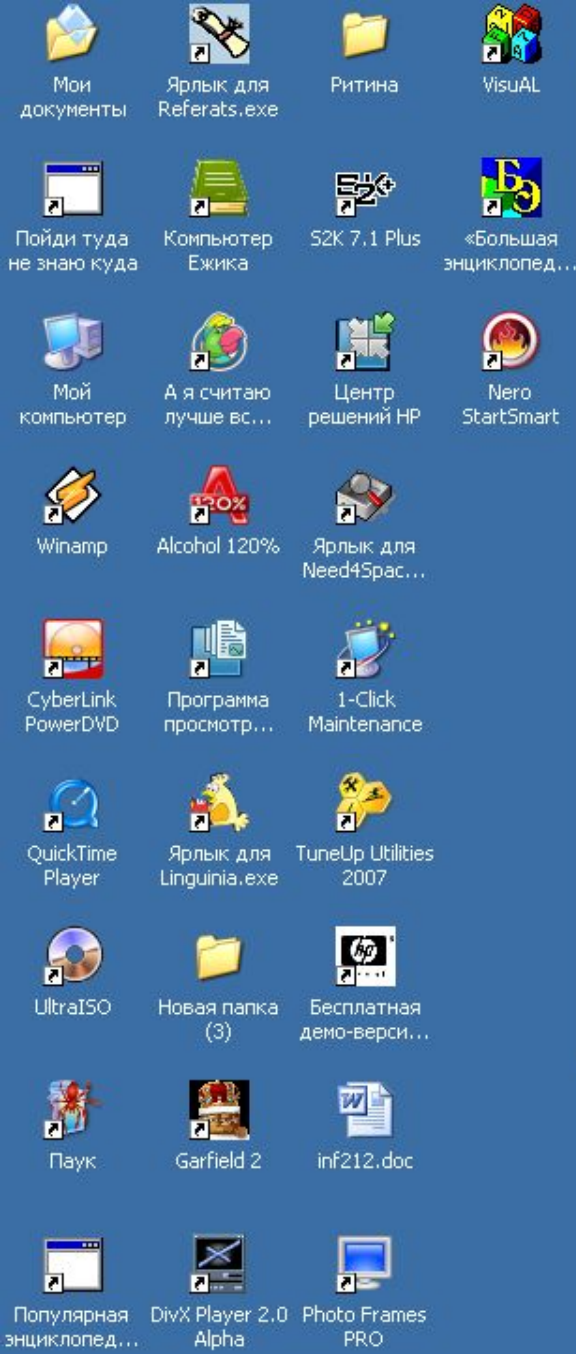 Мои
документы
Ярлык для
Referats.exe
Ритина
VisuAL
Пойди туда
не знаю куда
Компьютер
Ежика
S2K 7.1 Plus
«Большая
энциклопед...
Мой
компьютер
А я считаю
лучше вс...
Центр
решений HP
Nero
StartSmart
Winamp
120%
Alcohol 120%
Ярлык для
Need4Spac...
CyberLink
PowerDVD
Программа
просмотр...
1-Click
Maintenance
QuickTime
Player
Ярлык для
Linguinia.exe
TuneUp Utilities
2007
UltraISO
Новая папка
(3)
hp
Бесплатная
демо-верси...
Паук
Garfield 2
inf212.doc
Популярная
энциклопед...
DivX Player 2.0
Alpha
Photo Frames
PRO